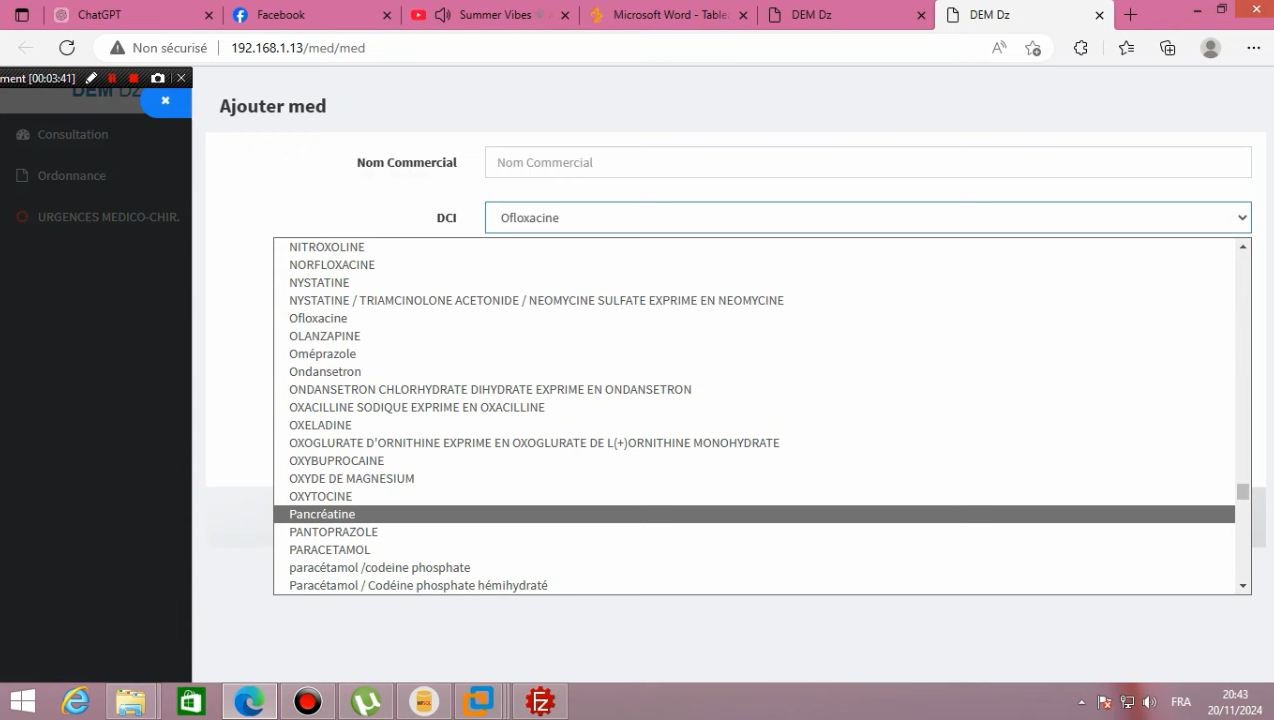 ChatGPT
Facebook
Summer Vibes
Microsoft Word - Table
DEM Dz
DEM Dz
Non sécurisé
192.168.1.13/med/med
ment [00:03:41]
DEM Dz
Consultation
Ordonnance
URGENCES MEDICO-CHIR.
Ajouter med
Nom Commercial
Nom Commercial
DCI
Ofloxacine
NITROXOLINE
NORFLOXACINE
NYSTATINE
NYSTATINE / TRIAMCINOLONE ACETONIDE / NEOMYCINE SULFATE EXPRIME EN NEOMYCINE
Ofloxacine
OLANZAPINE
Oméprazole
Ondansetron
ONDANSETRON CHLORHYDRATE DIHYDRATE EXPRIME EN ONDANSETRON
OXACILLINE SODIQUE EXPRIME EN OXACILLINE
OXELADINE
OXOGLURATE D'ORNITHINE EXPRIME EN OXOGLURATE DE L(+)ORNITHINE MONOHYDRATE
OXYBUPROCAINE
OXYDE DE MAGNESIUM
OXYTOCINE
Pancréatine
PANTOPRAZOLE
PARACETAMOL
paracétamol /codeine phosphate
Paracétamol / Codéine phosphate hémihydraté
FRA
20:43
20/11/2024